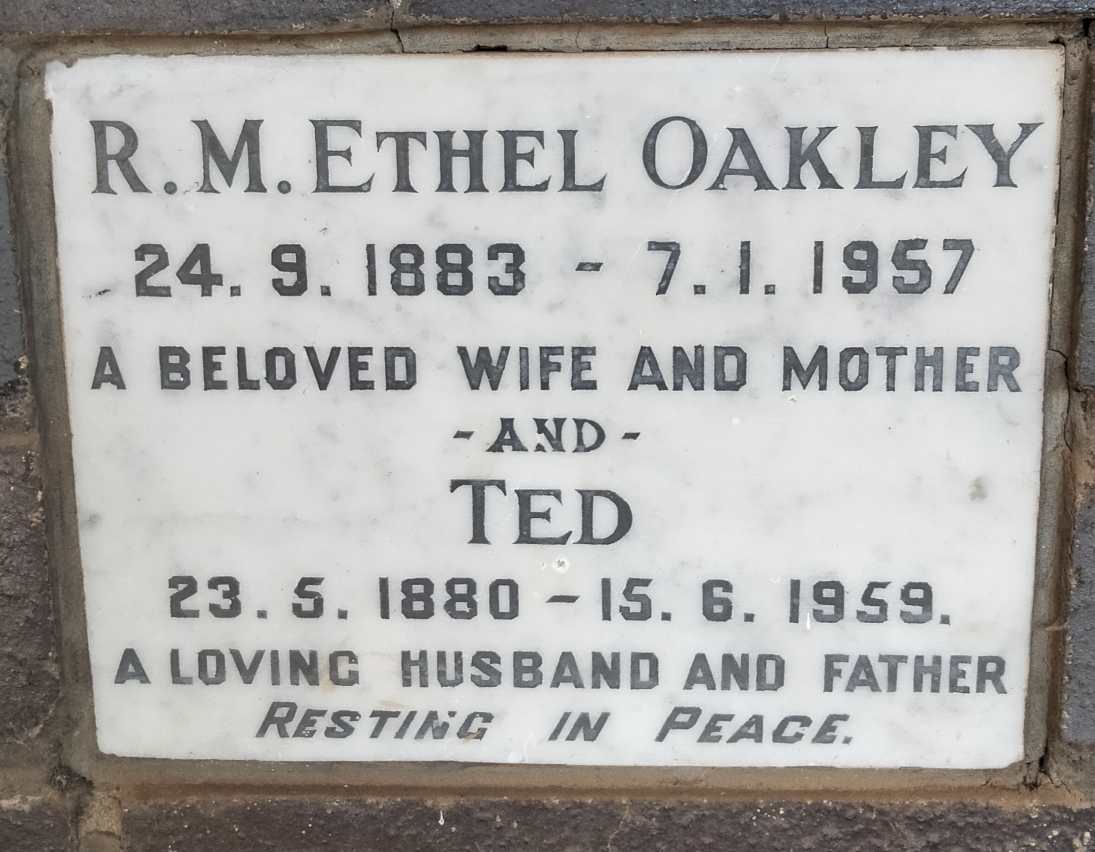 R. M. ETHEL OAKLEY
24. 9. 1883 - 7. 1. 1957
A BELOVED WIFE AND MOTHER
- AND -
TED
23. 5. 1880 - 15. 6. 1959.
A LOVING HUSBAND AND FATHER
RESTING IN PEACE.